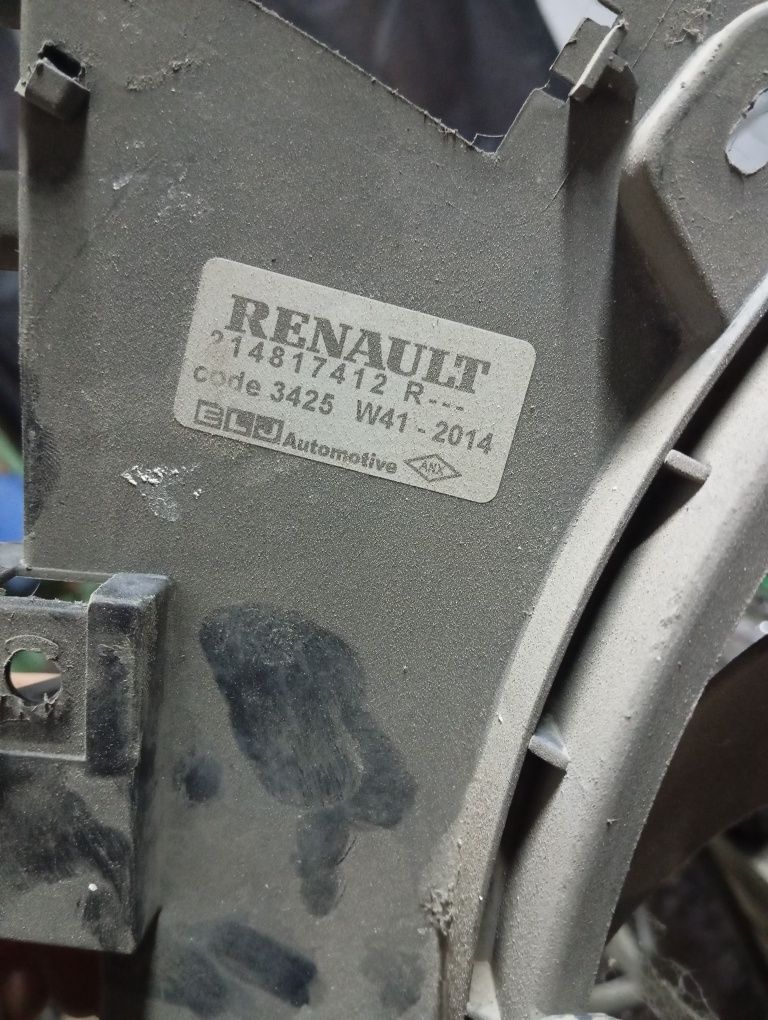 RENAULT
214817412 R---
code 3425 W41-2014
ELJ Automotive ANX